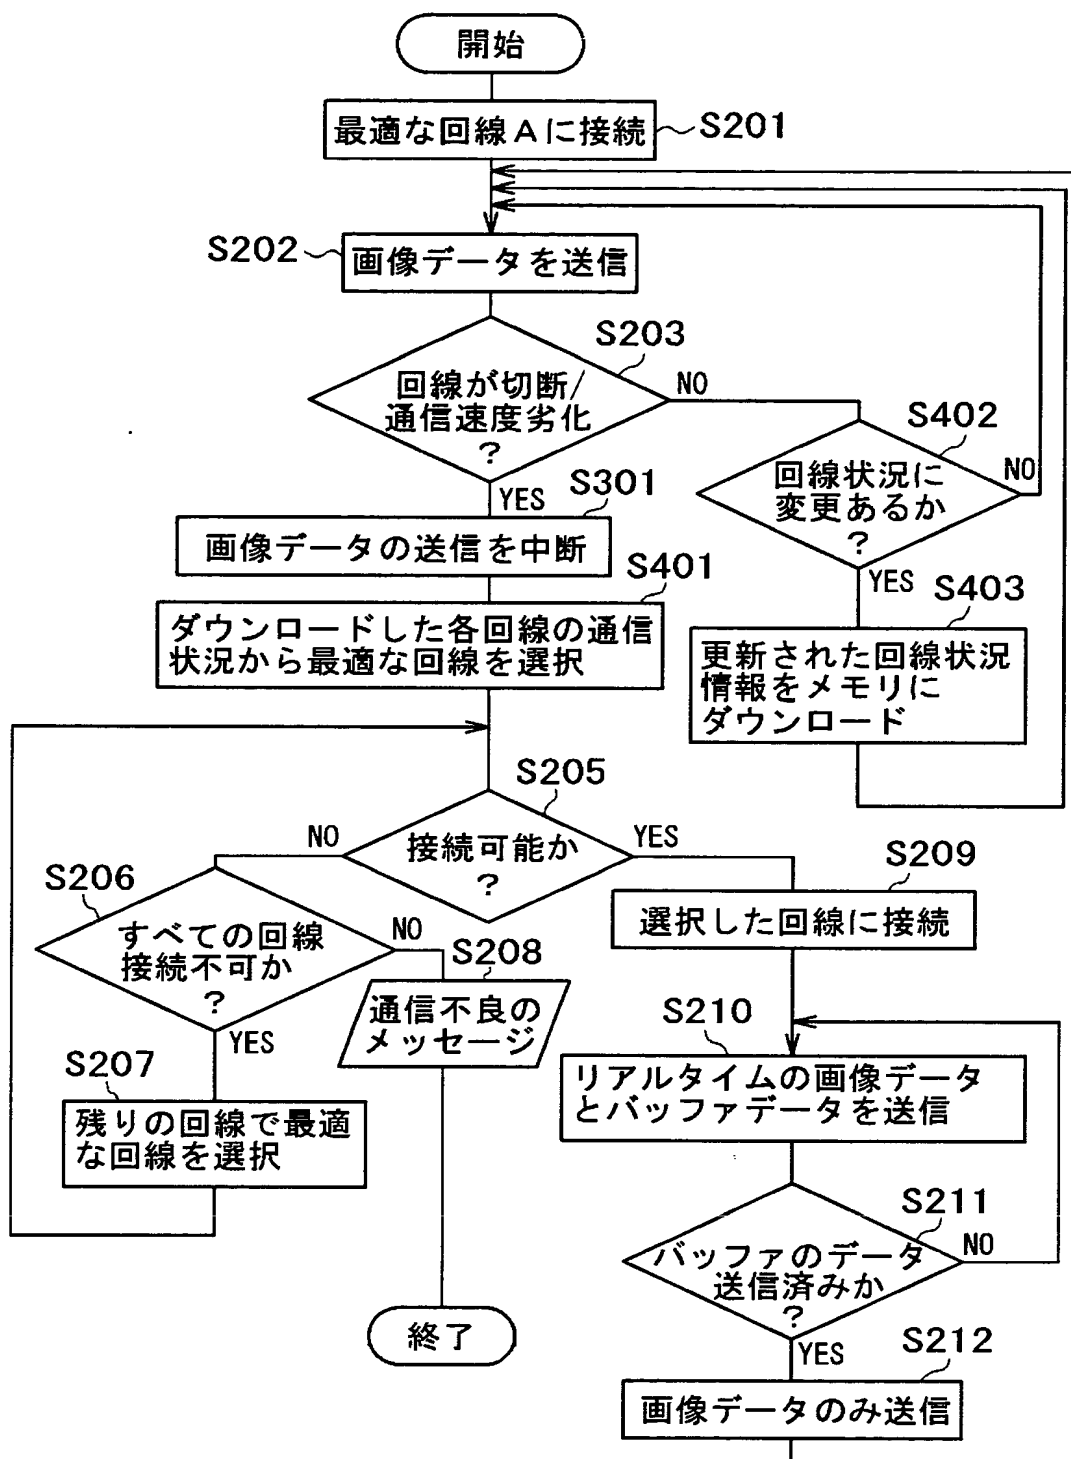 開始
最適な回線Aに接続
S201
S202
画像データを送信
S203
回線が切断/
通信速度劣化
?
NO
YES
S402
回線状況に
変更あるか
?
NO
YES
S301
画像データの送信を中断
S401
ダウンロードした各回線の通信
状況から最適な回線を選択
S403
更新された回線状況
情報をメモリに
ダウンロード
S205
接続可能か
?
NO
YES
S206
すべての回線
接続不可か
?
NO
YES
S208
通信不良の
メッセージ
S207
残りの回線で最適
な回線を選択
終了
S209
選択した回線に接続
S210
リアルタイムの画像データ
とバッファデータを送信
S211
バッファのデータ
送信済みか
?
NO
YES
S212
画像データのみ送信